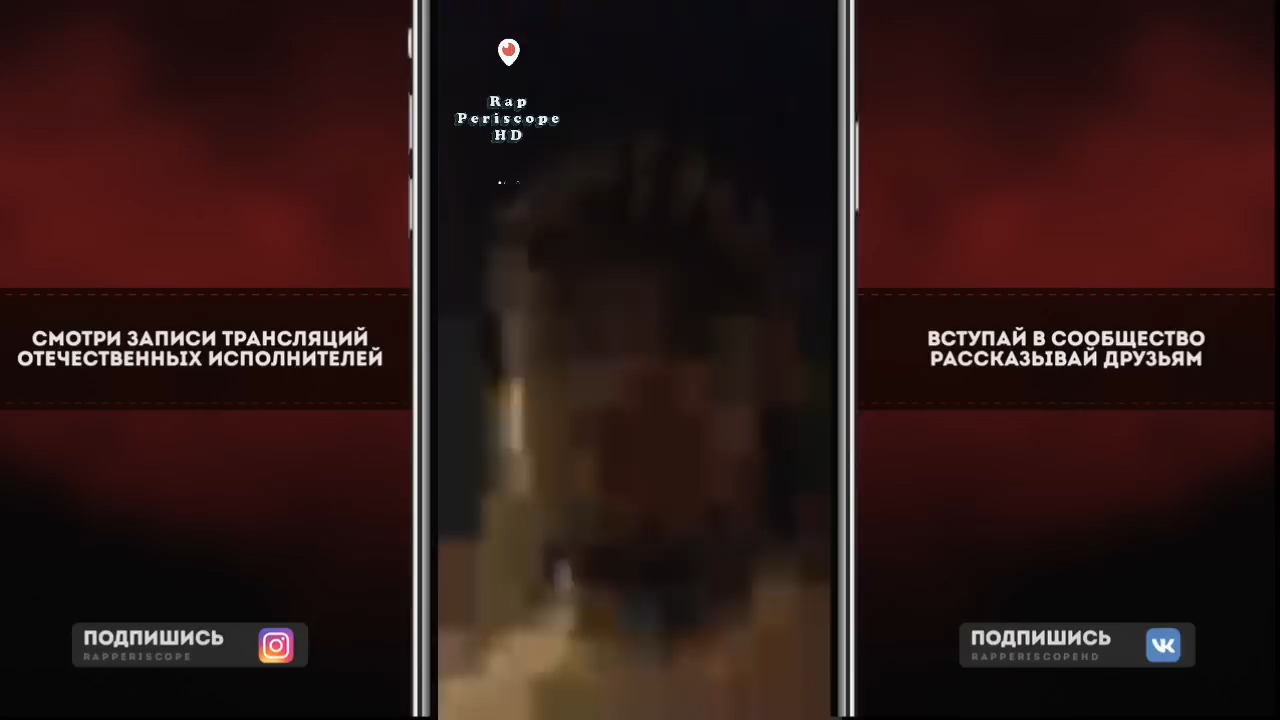 Rap
Periscope
HD
СМОТРИ ЗАПИСИ ТРАНСЛЯЦИЙ
ОТЕЧЕСТВЕННЫХ ИСПОЛНИТЕЛЕЙ
ВСТУПАЙ В СООБЩЕСТВО
РАССКАЗЫВАЙ ДРУЗЬЯМ
ПОДПИШИСЬ
RAPPERISCOPE
ПОДПИШИСЬ
RAPPERISCOPEHD